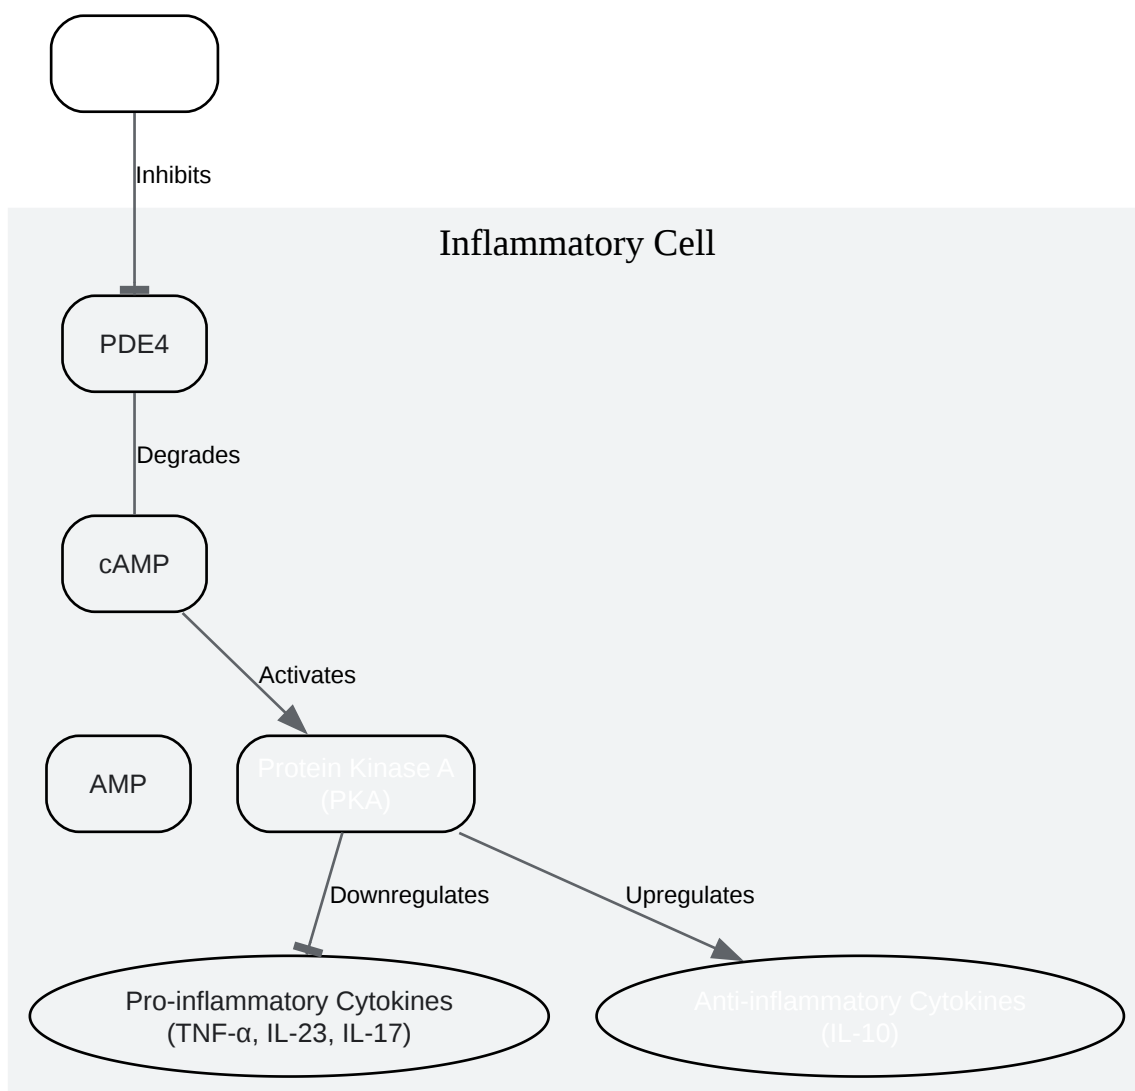 Inhibits
Inflammatory Cell
PDE4
Degrades
cAMP
Activates
AMP
Protein Kinase A
(PKA)
Downregulates
Upregulates
Pro-inflammatory Cytokines
(TNF-α, IL-23, IL-17)
Anti-inflammatory Cytokines
(IL-10)